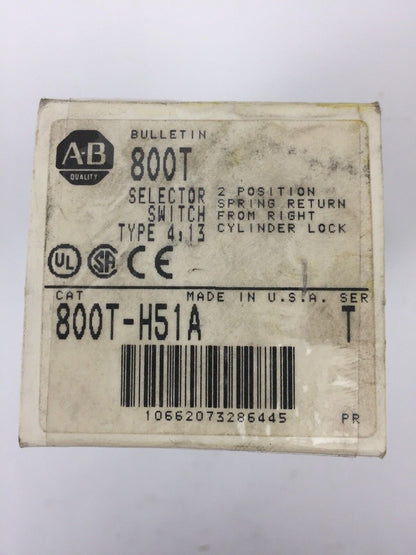 A-B
QUALITY
BULLETIN
800T
SELECTOR 2 POSITION
SWITCH SPRING RETURN
TYPE 4,13 FROM RIGHT
CYLINDER LOCK
UL SA CE
CAT MADE IN U.S.A. SER
800T-H51A T
10662073286445 PR